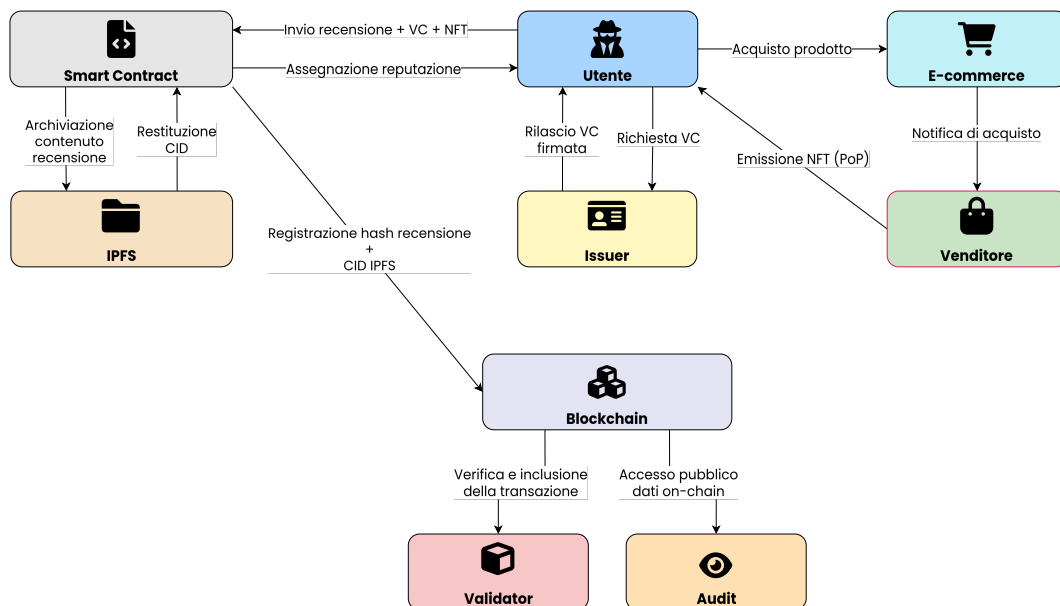 Invio recensione + VC + NFT
Assegnazione reputazione
Smart Contract
Utente
Acquisto prodotto
E-commerce
Archiviazione
contenuto
recensione
Restituzione
CID
Rilascio VC
firmata
Richiesta VC
Emissione NFT (PoP)
Notifica di acquisto
IPFS
Issuer
Venditore
Registrazione hash recensione
+
CID IPFS
Blockchain
Verifica e inclusione
della transazione
Accesso pubblico
dati on-chain
Validator
Audit